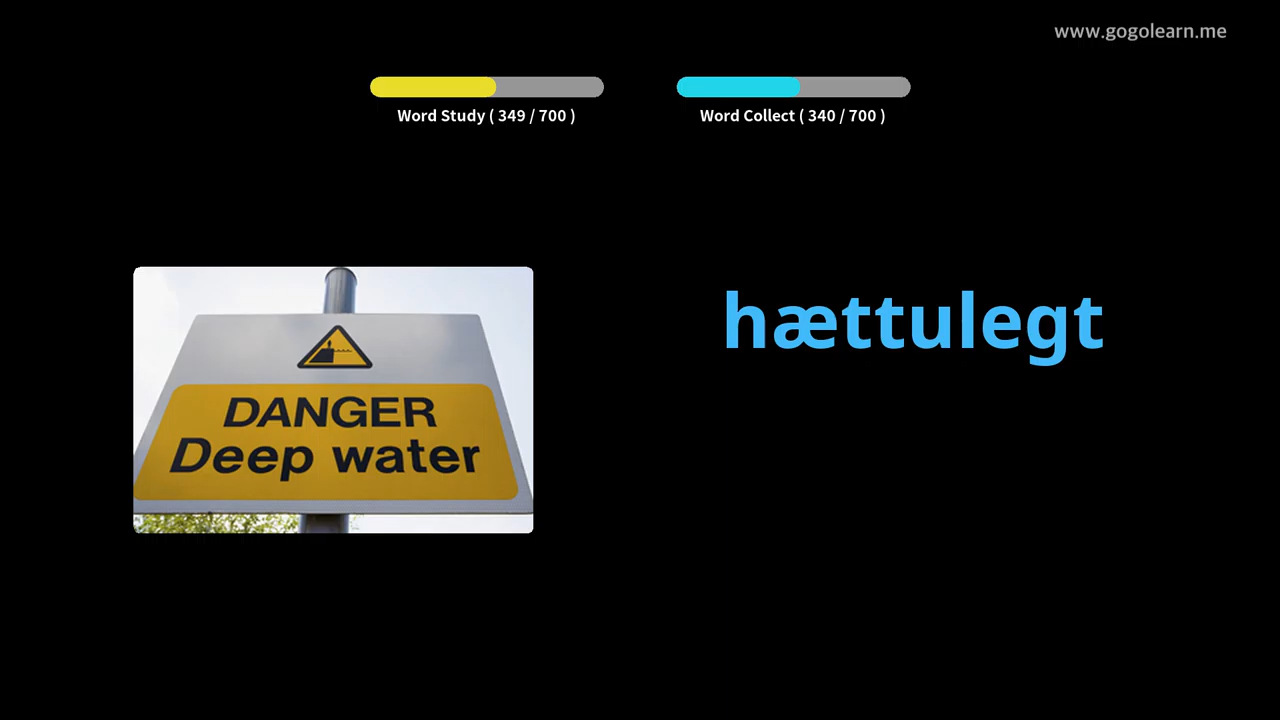 www.gogolearn.me
Word Study ( 349 / 700 )
Word Collect ( 340 / 700 )
hættulegt
DANGER
Deep water